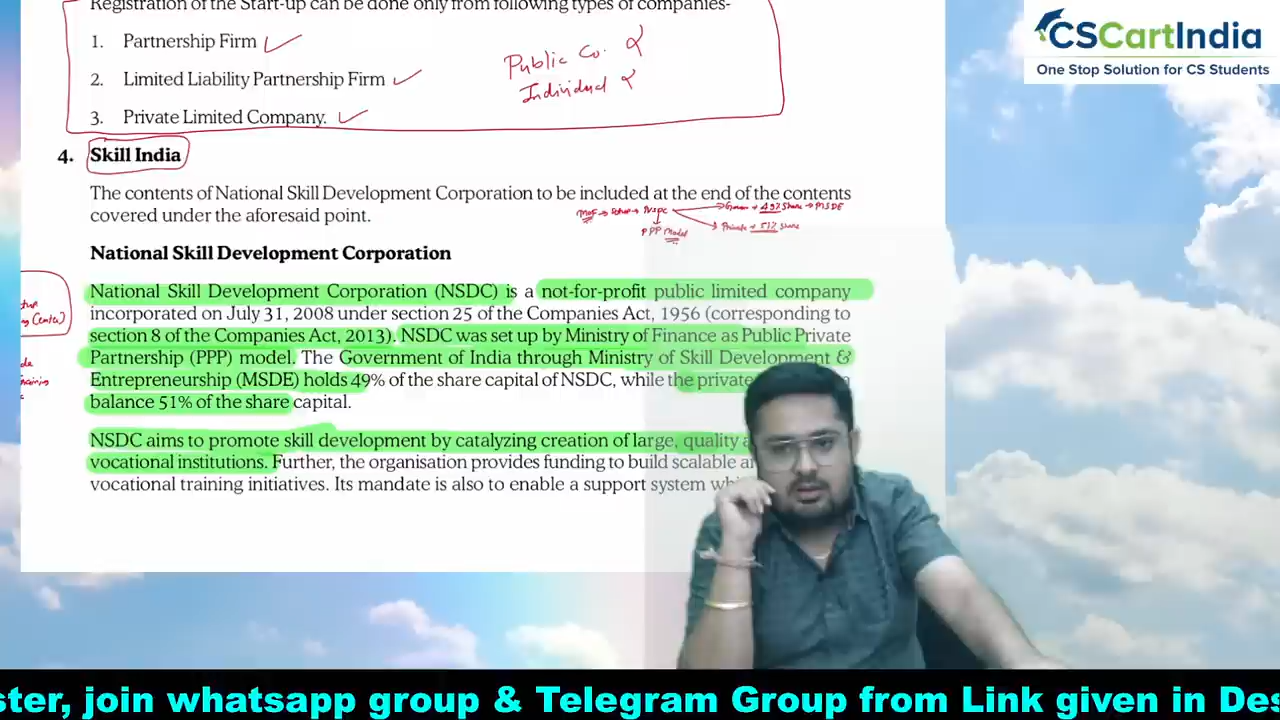 Registration of the Start-up can be done only from following types of companies-
1. Partnership Firm
2. Limited Liability Partnership Firm
3. Private Limited Company.
Public Co.
Individual
CSCartIndia
One Stop Solution for CS Students
4. Skill India
The contents of National Skill Development Corporation to be included at the end of the contents
covered under the aforesaid point.
MoF → → NSDC → + 49% share → MSDE
PPP Model → Private + 51% share
National Skill Development Corporation
National Skill Development Corporation (NSDC) is a not-for-profit public limited company
incorporated on July 31, 2008 under section 25 of the Companies Act, 1956 (corresponding to
section 8 of the Companies Act, 2013). NSDC was set up by Ministry of Finance as Public Private
Partnership (PPP) model. The Government of India through Ministry of Skill Development &
Entrepreneurship (MSDE) holds 49% of the share capital of NSDC, while the private
balance 51% of the share capital.
NSDC aims to promote skill development by catalyzing creation of large, quality
vocational institutions. Further, the organisation provides funding to build scalable
vocational training initiatives. Its mandate is also to enable a support system
ster, join whatsapp group & Telegram Group from Link given in Des